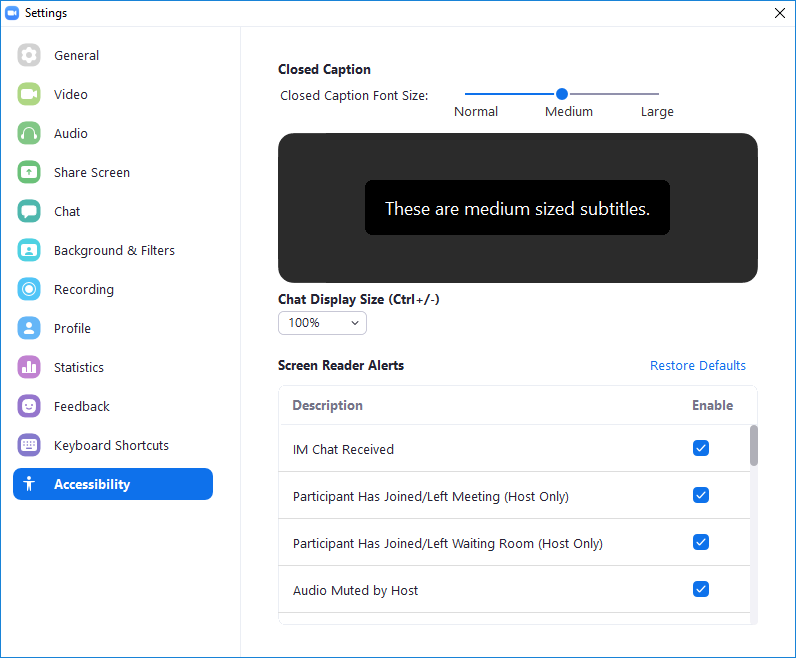 Settings
General
Video
Audio
Share Screen
Chat
Background & Filters
Recording
Profile
Statistics
Feedback
Keyboard Shortcuts
Accessibility
Closed Caption
Closed Caption Font Size:
Normal Medium Large
These are medium sized subtitles.
Chat Display Size (Ctrl+/-)
100%
Screen Reader Alerts Restore Defaults
Description Enable
IM Chat Received
Participant Has Joined/Left Meeting (Host Only)
Participant Has Joined/Left Waiting Room (Host Only)
Audio Muted by Host